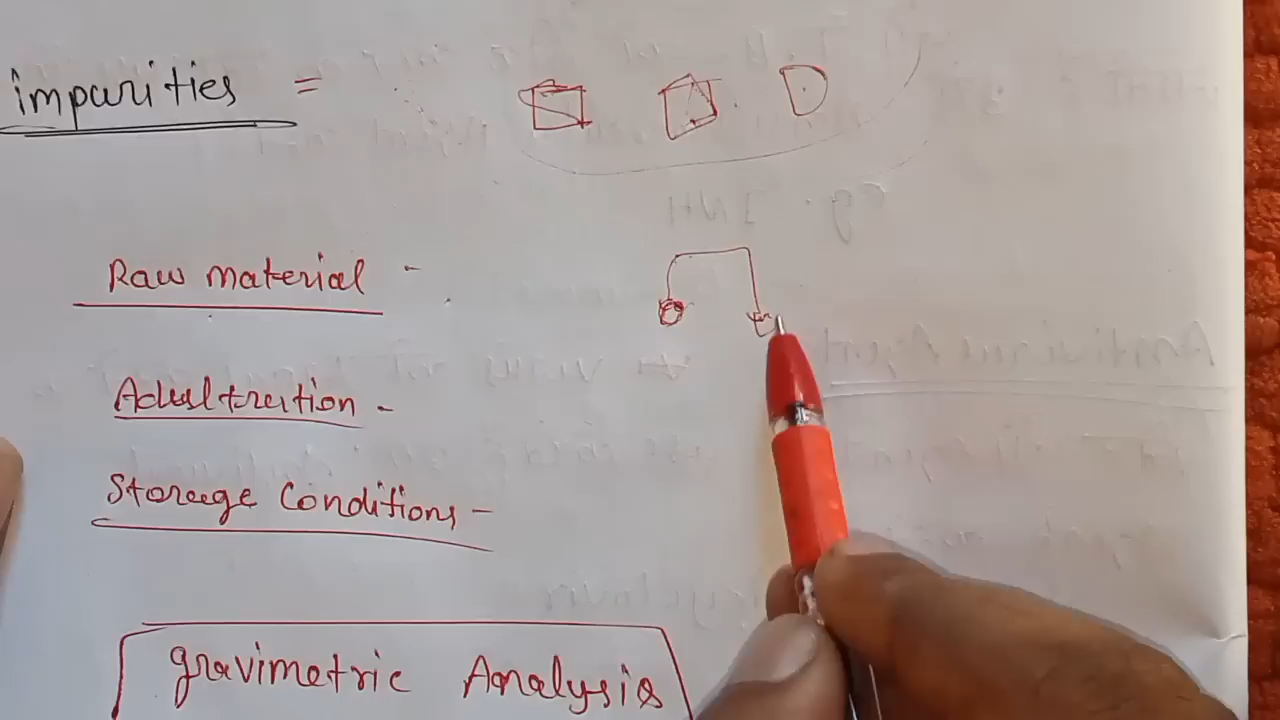 impurities =
Raw material -
Adultration -
Storage Conditions -
gravimetric Analysis